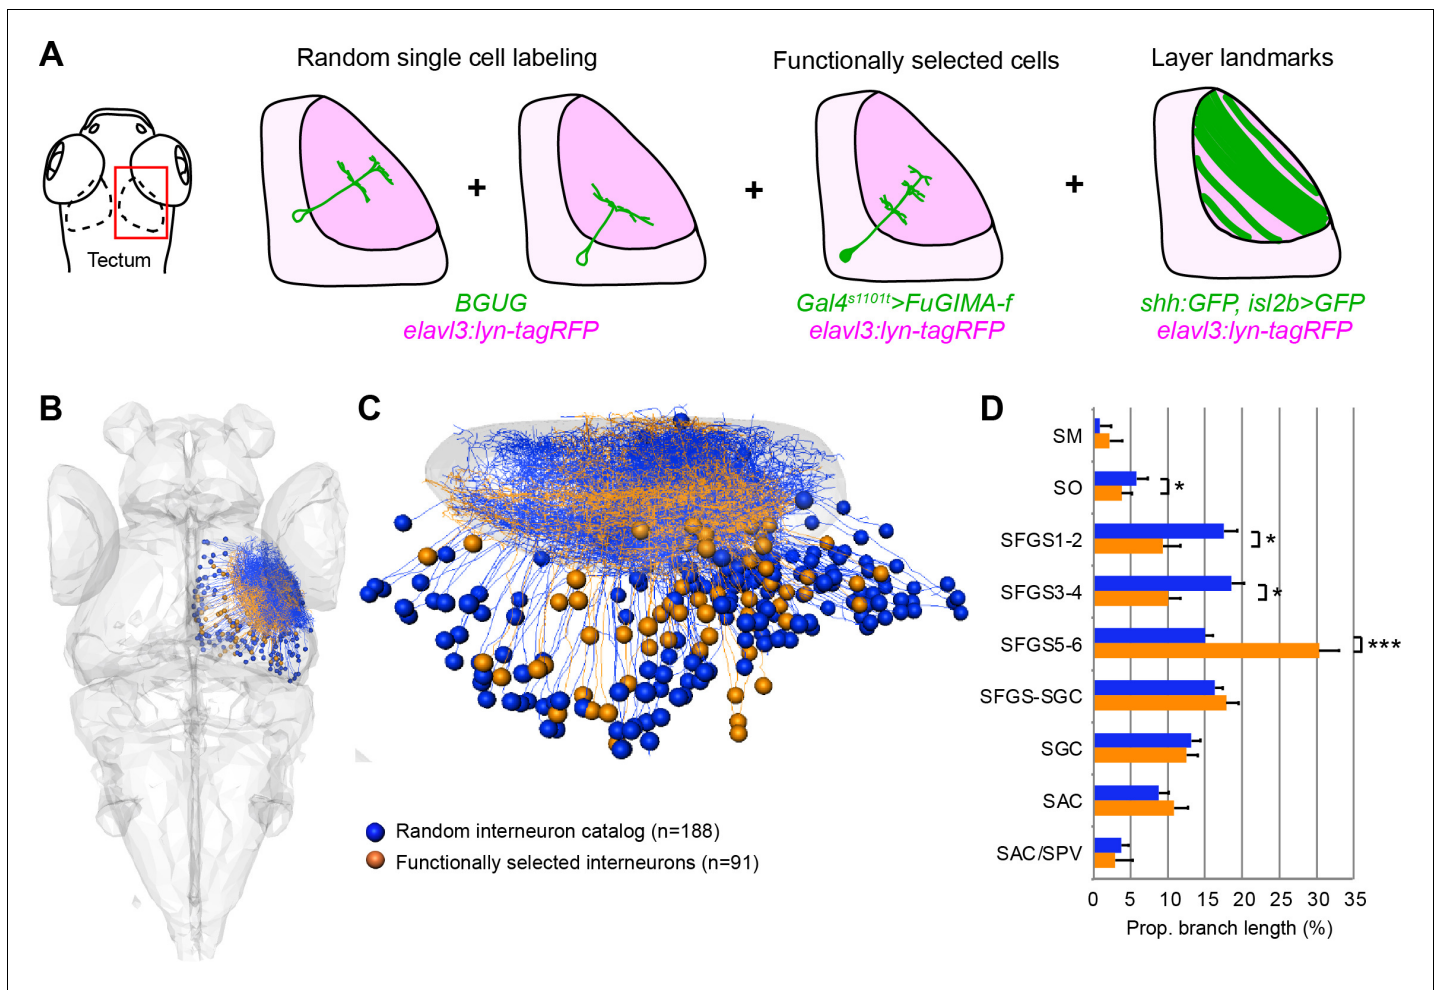 A
Random single cell labeling
Functionally selected cells
Layer landmarks
+
+
+
Tectum
BGUG
elavl3:lyn-tagRFP
Gal4s1101t>FuGIMA-f
elavl3:lyn-tagRFP
shh:GFP, isl2b>GFP
elavl3:lyn-tagRFP
B
C
Random interneuron catalog (n=188)
Functionally selected interneurons (n=91)
D
SM
SO
*
SFGS1-2
*
SFGS3-4
*
SFGS5-6
***
SFGS-SGC
SGC
SAC
SAC/SPV
0 5 10 15 20 25 30 35
Prop. branch length (%)